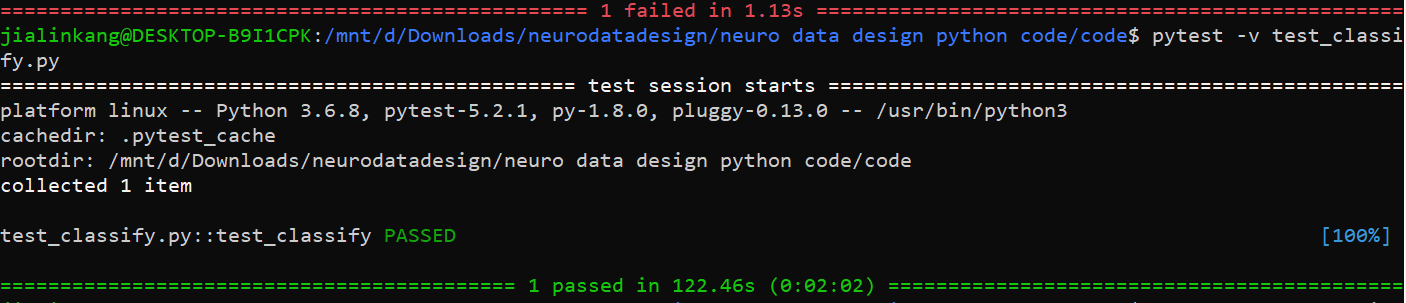 ================================================ 1 failed in 1.13s ================================================
jialinkang@DESKTOP-B9I1CPK:/mnt/d/Downloads/neurodatadesign/neuro data design python code/code$ pytest -v test_classi
fy.py
=============================================== test session starts ===============================================
platform linux -- Python 3.6.8, pytest-5.2.1, py-1.8.0, pluggy-0.13.0 -- /usr/bin/python3
cachedir: .pytest_cache
rootdir: /mnt/d/Downloads/neurodatadesign/neuro data design python code/code
collected 1 item
test_classify.py::test_classify PASSED [100%]
========================================== 1 passed in 122.46s (0:02:02) ==========================================